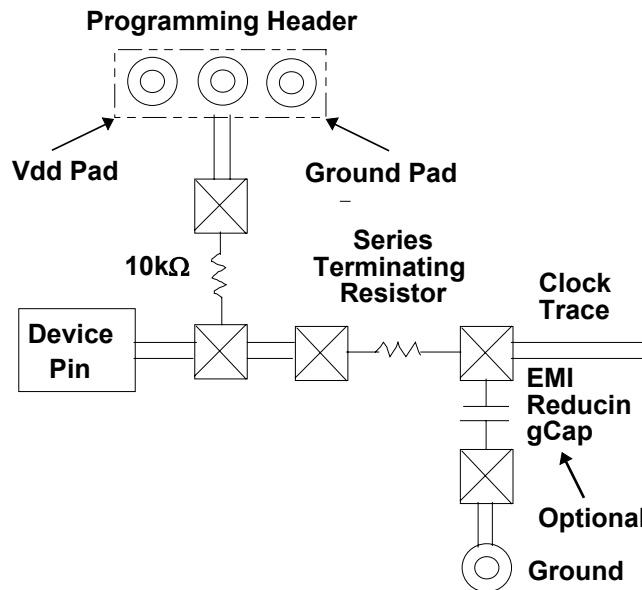 Programming Header
Vdd Pad
Ground Pad
Series
Terminating
Resistor
10kΩ
Clock
Trace
Device
Pin
EMI
Reducin
gCap
Optional
Ground